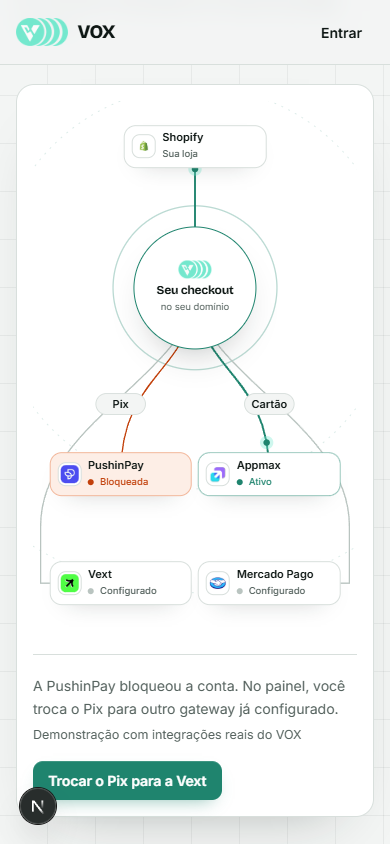 VOX
Entrar
Shopify
Sua loja
Seu checkout
no seu domínio
Pix
Cartão
PushinPay
Bloqueada
Appmax
Ativo
Vext
Configurado
Mercado Pago
Configurado
A PushinPay bloqueou a conta. No painel, você
troca o Pix para outro gateway já configurado.
Demonstração com integrações reais do VOX
Trocar o Pix para a Vext
N